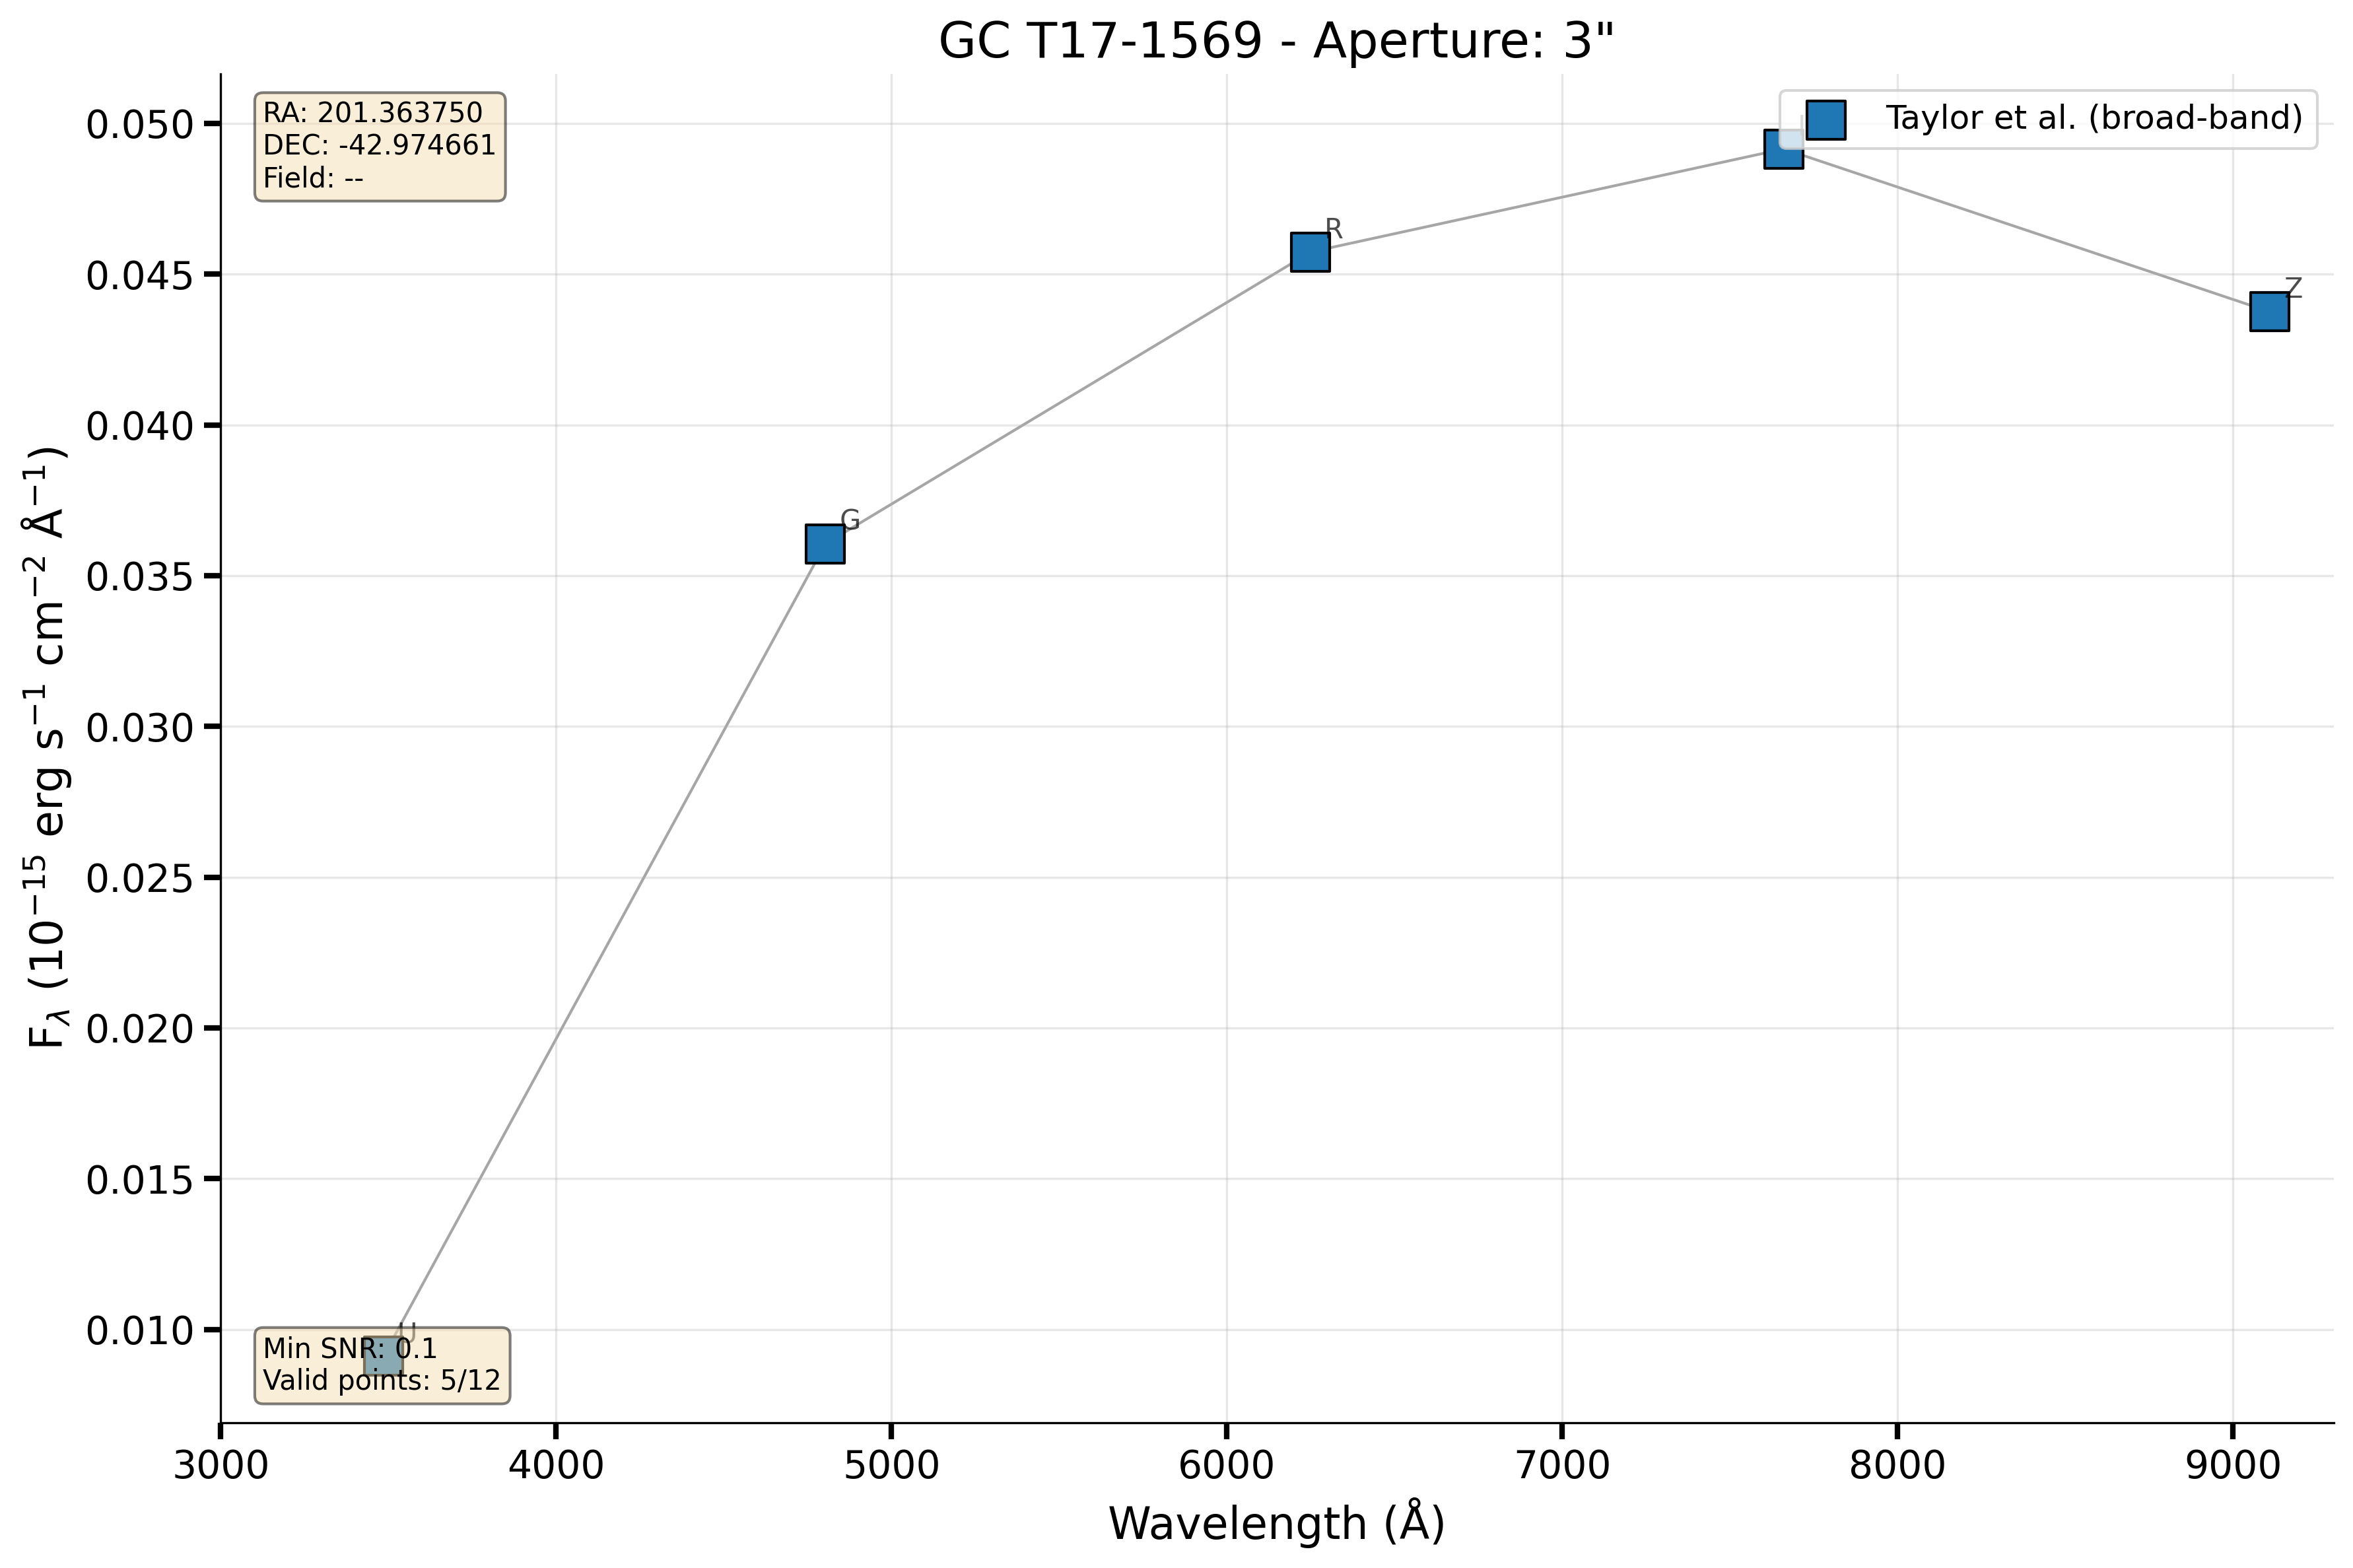 GC T17-1569 - Aperture: 3"
RA: 201.363750
DEC: -42.974661
Field: --
Taylor et al. (broad-band)
R
Z
G
U
Min SNR: 0.1
Valid points: 5/12
0.050
0.045
0.040
0.035
0.030
0.025
0.020
0.015
0.010
F_λ (10⁻¹⁵ erg s⁻¹ cm⁻² Å⁻¹)
3000
4000
5000
6000
7000
8000
9000
Wavelength (Å)